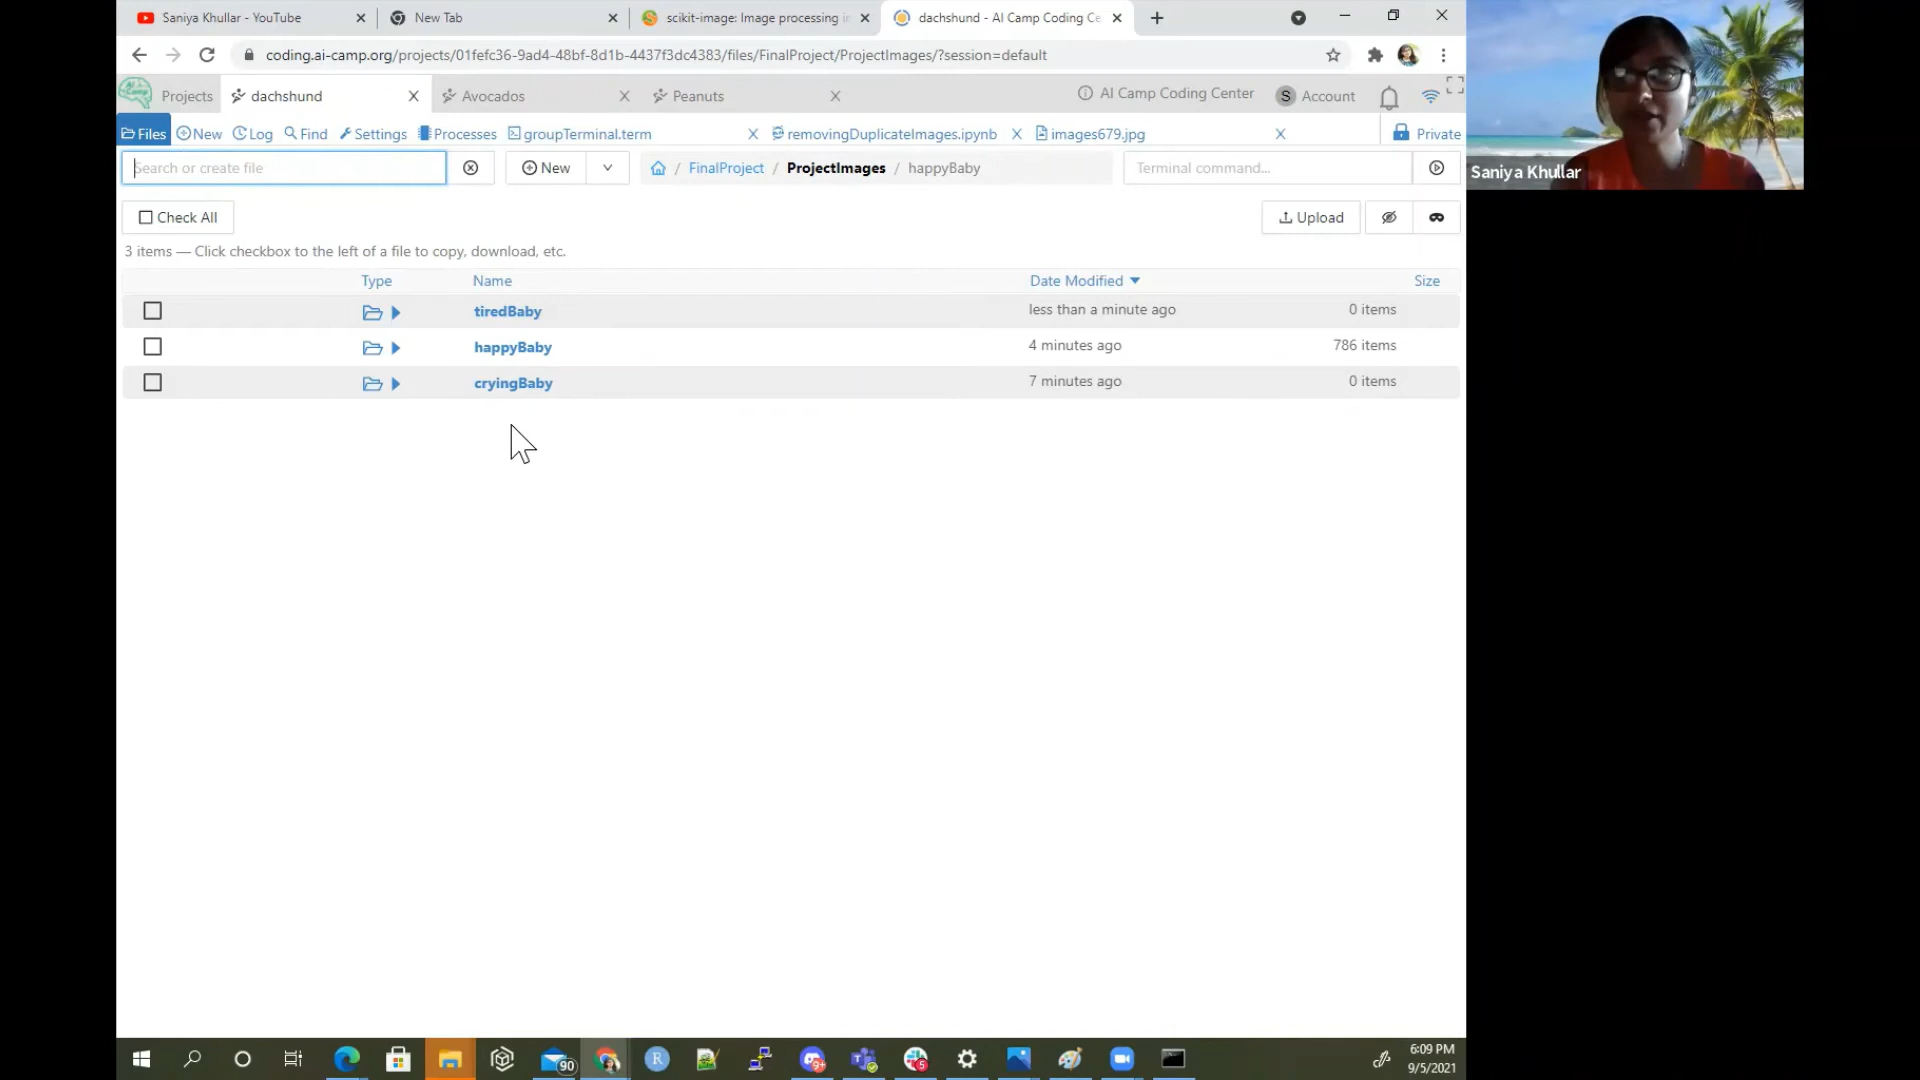 Saniya Khullar - YouTube
New Tab
scikit-image: Image processing i
dachshund - AI Camp Coding Ce
coding.ai-camp.org/projects/01fefc36-9ad4-48bf-8d1b-4437f3dc4383/files/FinalProject/ProjectImages/?session=default
Projects
dachshund
Avocados
Peanuts
AI Camp Coding Center
S Account
Files
New
Log
Find
Settings
Processes
groupTerminal.term
removingDuplicateImages.ipynb
images679.jpg
Private
Search or create file
New
/ FinalProject / ProjectImages / happyBaby
Terminal command...
Saniya Khullar
Check All
Upload
3 items — Click checkbox to the left of a file to copy, download, etc.
Type Name Date Modified Size
tiredBaby less than a minute ago 0 items
happyBaby 4 minutes ago 786 items
cryingBaby 7 minutes ago 0 items
90
R
9+
5
6:09 PM
9/5/2021